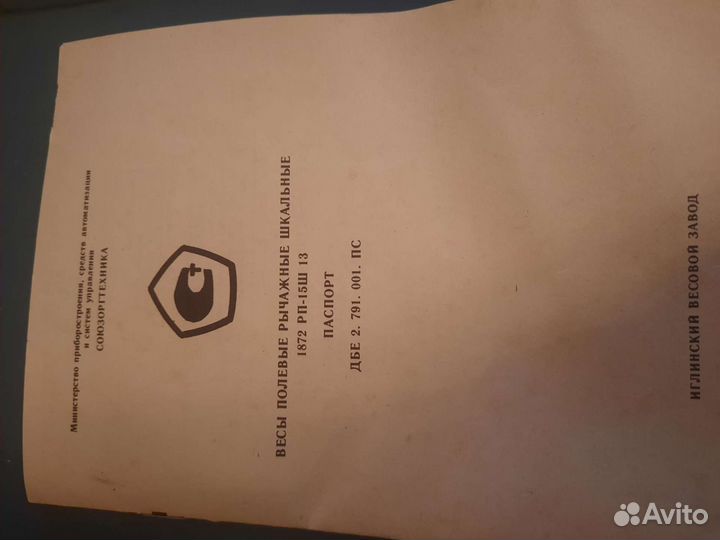 Министерство приборостроения, средств автоматизации
и систем управления
СОЮЗОРГТЕХНИКА
ВЕСЫ ПОЛЕВЫЕ РЫЧАЖНЫЕ ШКАЛЬНЫЕ
1872 РП-15Ш 13
ПАСПОРТ
ДБЕ 2. 791. 001. ПС
ИГЛИНСКИЙ ВЕСОВОЙ ЗАВОД
Avito